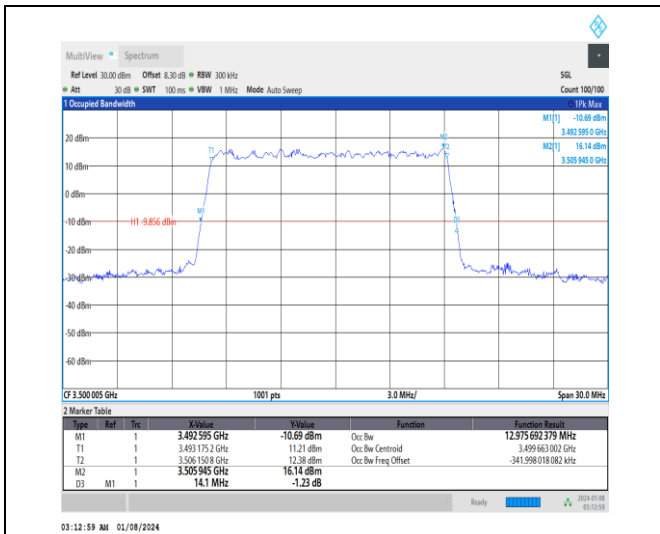 MultiView Spectrum
Ref Level 30.00 dBm Offset 8.30 dB RBW 300 kHz SGL
Att 30 dB SWT 100 ms VBW 1 MHz Mode Auto Sweep Count 100/100
1 Occupied Bandwidth 1Pk Max
M1[1] -10.69 dBm
3.492 595 0 GHz
M2[1] 16.14 dBm
3.505 945 0 GHz
20 dBm
T1
T2
10 dBm
0 dBm
M1
-10 dBm
H1 -9.856 dBm
D3
-20 dBm
-30 dBm
-40 dBm
-50 dBm
-60 dBm
CF 3.500 005 GHz 1001 pts 3.0 MHz/ Span 30.0 MHz
2 Marker Table
Type Ref Trc X-Value Y-Value Function Function Result
M1 1 3.492 595 GHz -10.69 dBm Occ Bw 12.975 692 379 MHz
T1 1 3.493 175 2 GHz 11.21 dBm Occ Bw Centroid 3.499 663 002 GHz
T2 1 3.506 150 8 GHz 12.38 dBm Occ Bw Freq Offset -341.998 018 082 kHz
M2 1 3.505 945 GHz 16.14 dBm
D3 M1 1 14.1 MHz -1.23 dB
Ready 2024-01-08
03:12:59
03:12:59 AM 01/08/2024